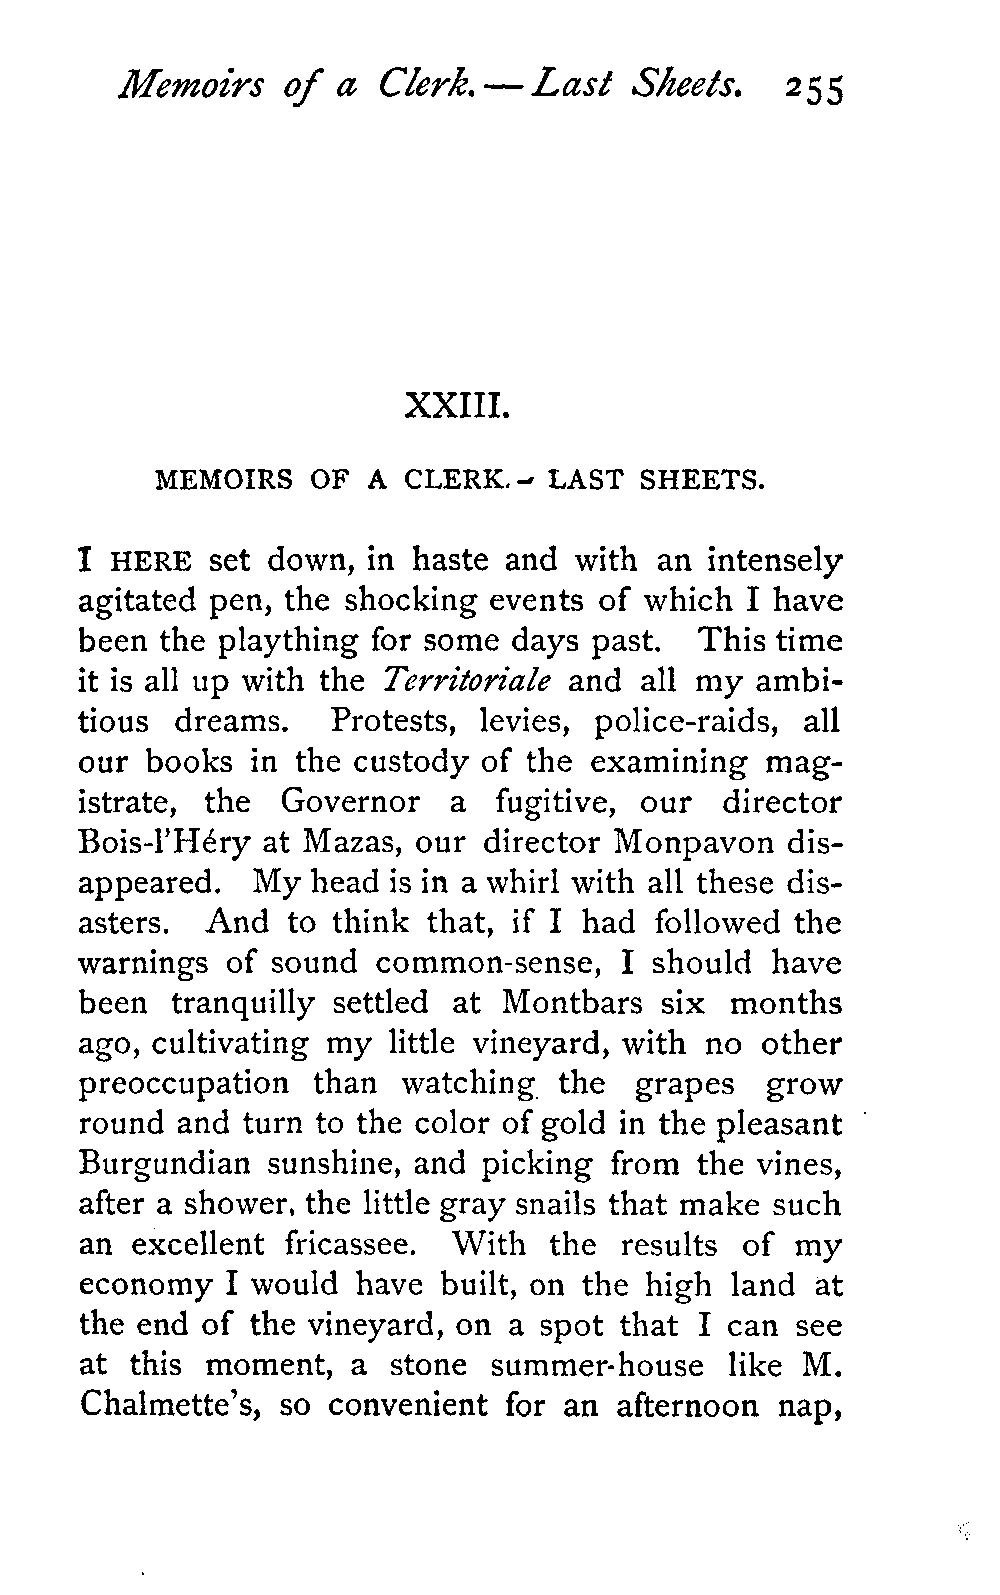 Memoirs of a Clerk. — Last Sheets. 255
XXIII.
MEMOIRS OF A CLERK. – LAST SHEETS.
I HERE set down, in haste and with an intensely
agitated pen, the shocking events of which I have
been the plaything for some days past. This time
it is all up with the Territoriale and all my ambi-
tious dreams. Protests, levies, police-raids, all
our books in the custody of the examining mag-
istrate, the Governor a fugitive, our director
Bois-l'Héry at Mazas, our director Monpavon dis-
appeared. My head is in a whirl with all these dis-
asters. And to think that, if I had followed the
warnings of sound common-sense, I should have
been tranquilly settled at Montbars six months
ago, cultivating my little vineyard, with no other
preoccupation than watching the grapes grow
round and turn to the color of gold in the pleasant
Burgundian sunshine, and picking from the vines,
after a shower, the little gray snails that make such
an excellent fricassee. With the results of my
economy I would have built, on the high land at
the end of the vineyard, on a spot that I can see
at this moment, a stone summer-house like M.
Chalmette's, so convenient for an afternoon nap,